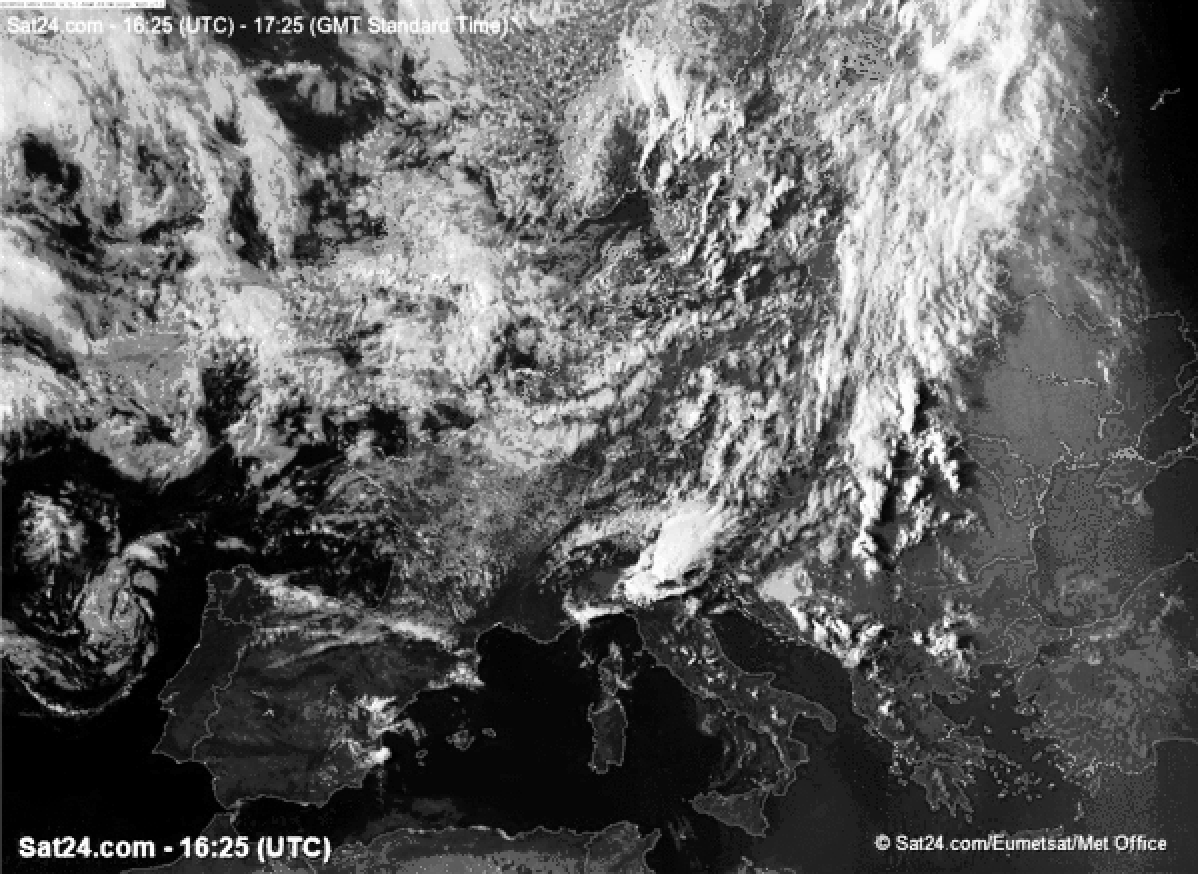 Sat24.com - 16:25 (UTC) - 17:25 (GMT Standard Time)
Sat24.com - 16:25 (UTC)
© Sat24.com/Eumetsat/Met Office